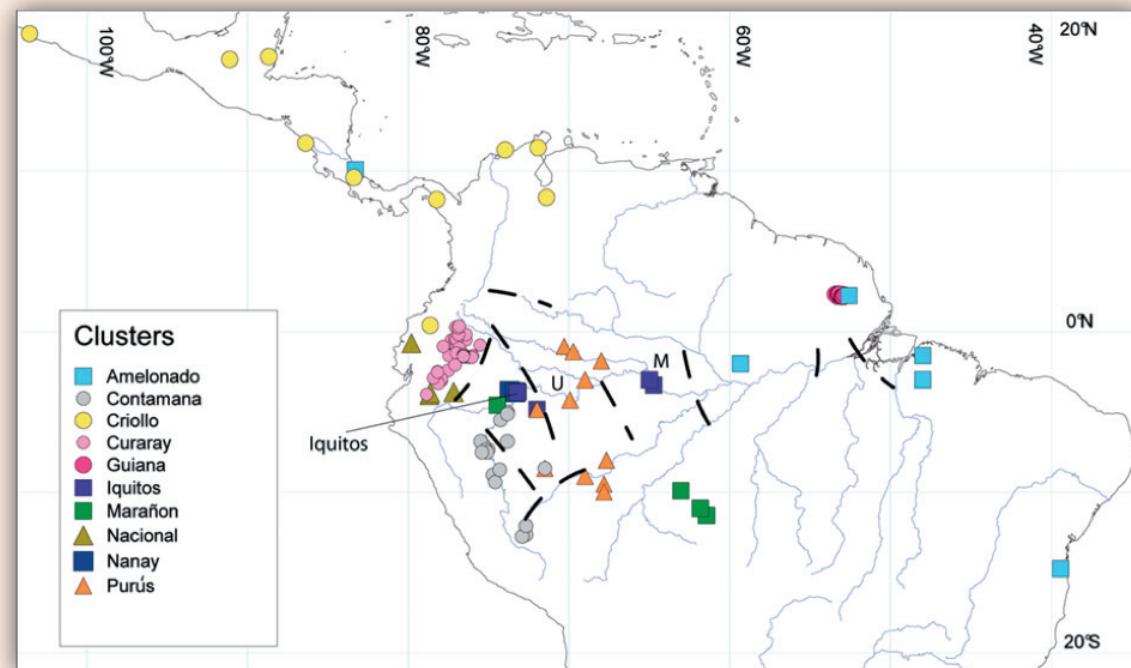 100°W
80°W
60°W
40°W
20°N
0°N
M
U
Iquitos
20°S
Clusters
Amelonado
Contamana
Criollo
Curaray
Guiana
Iquitos
Marañon
Nacional
Nanay
Purús